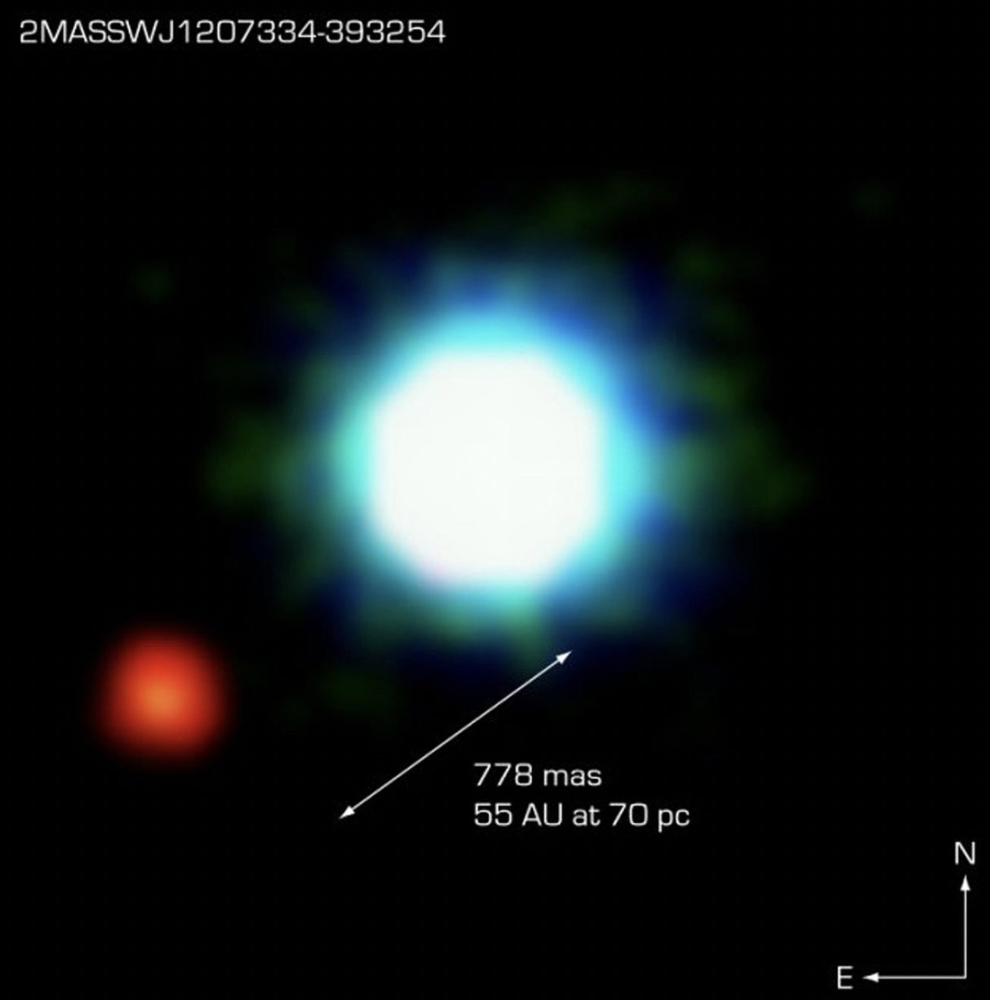 2MASSWJ1207334-393254
778 mas
55 AU at 70 pc
N
E